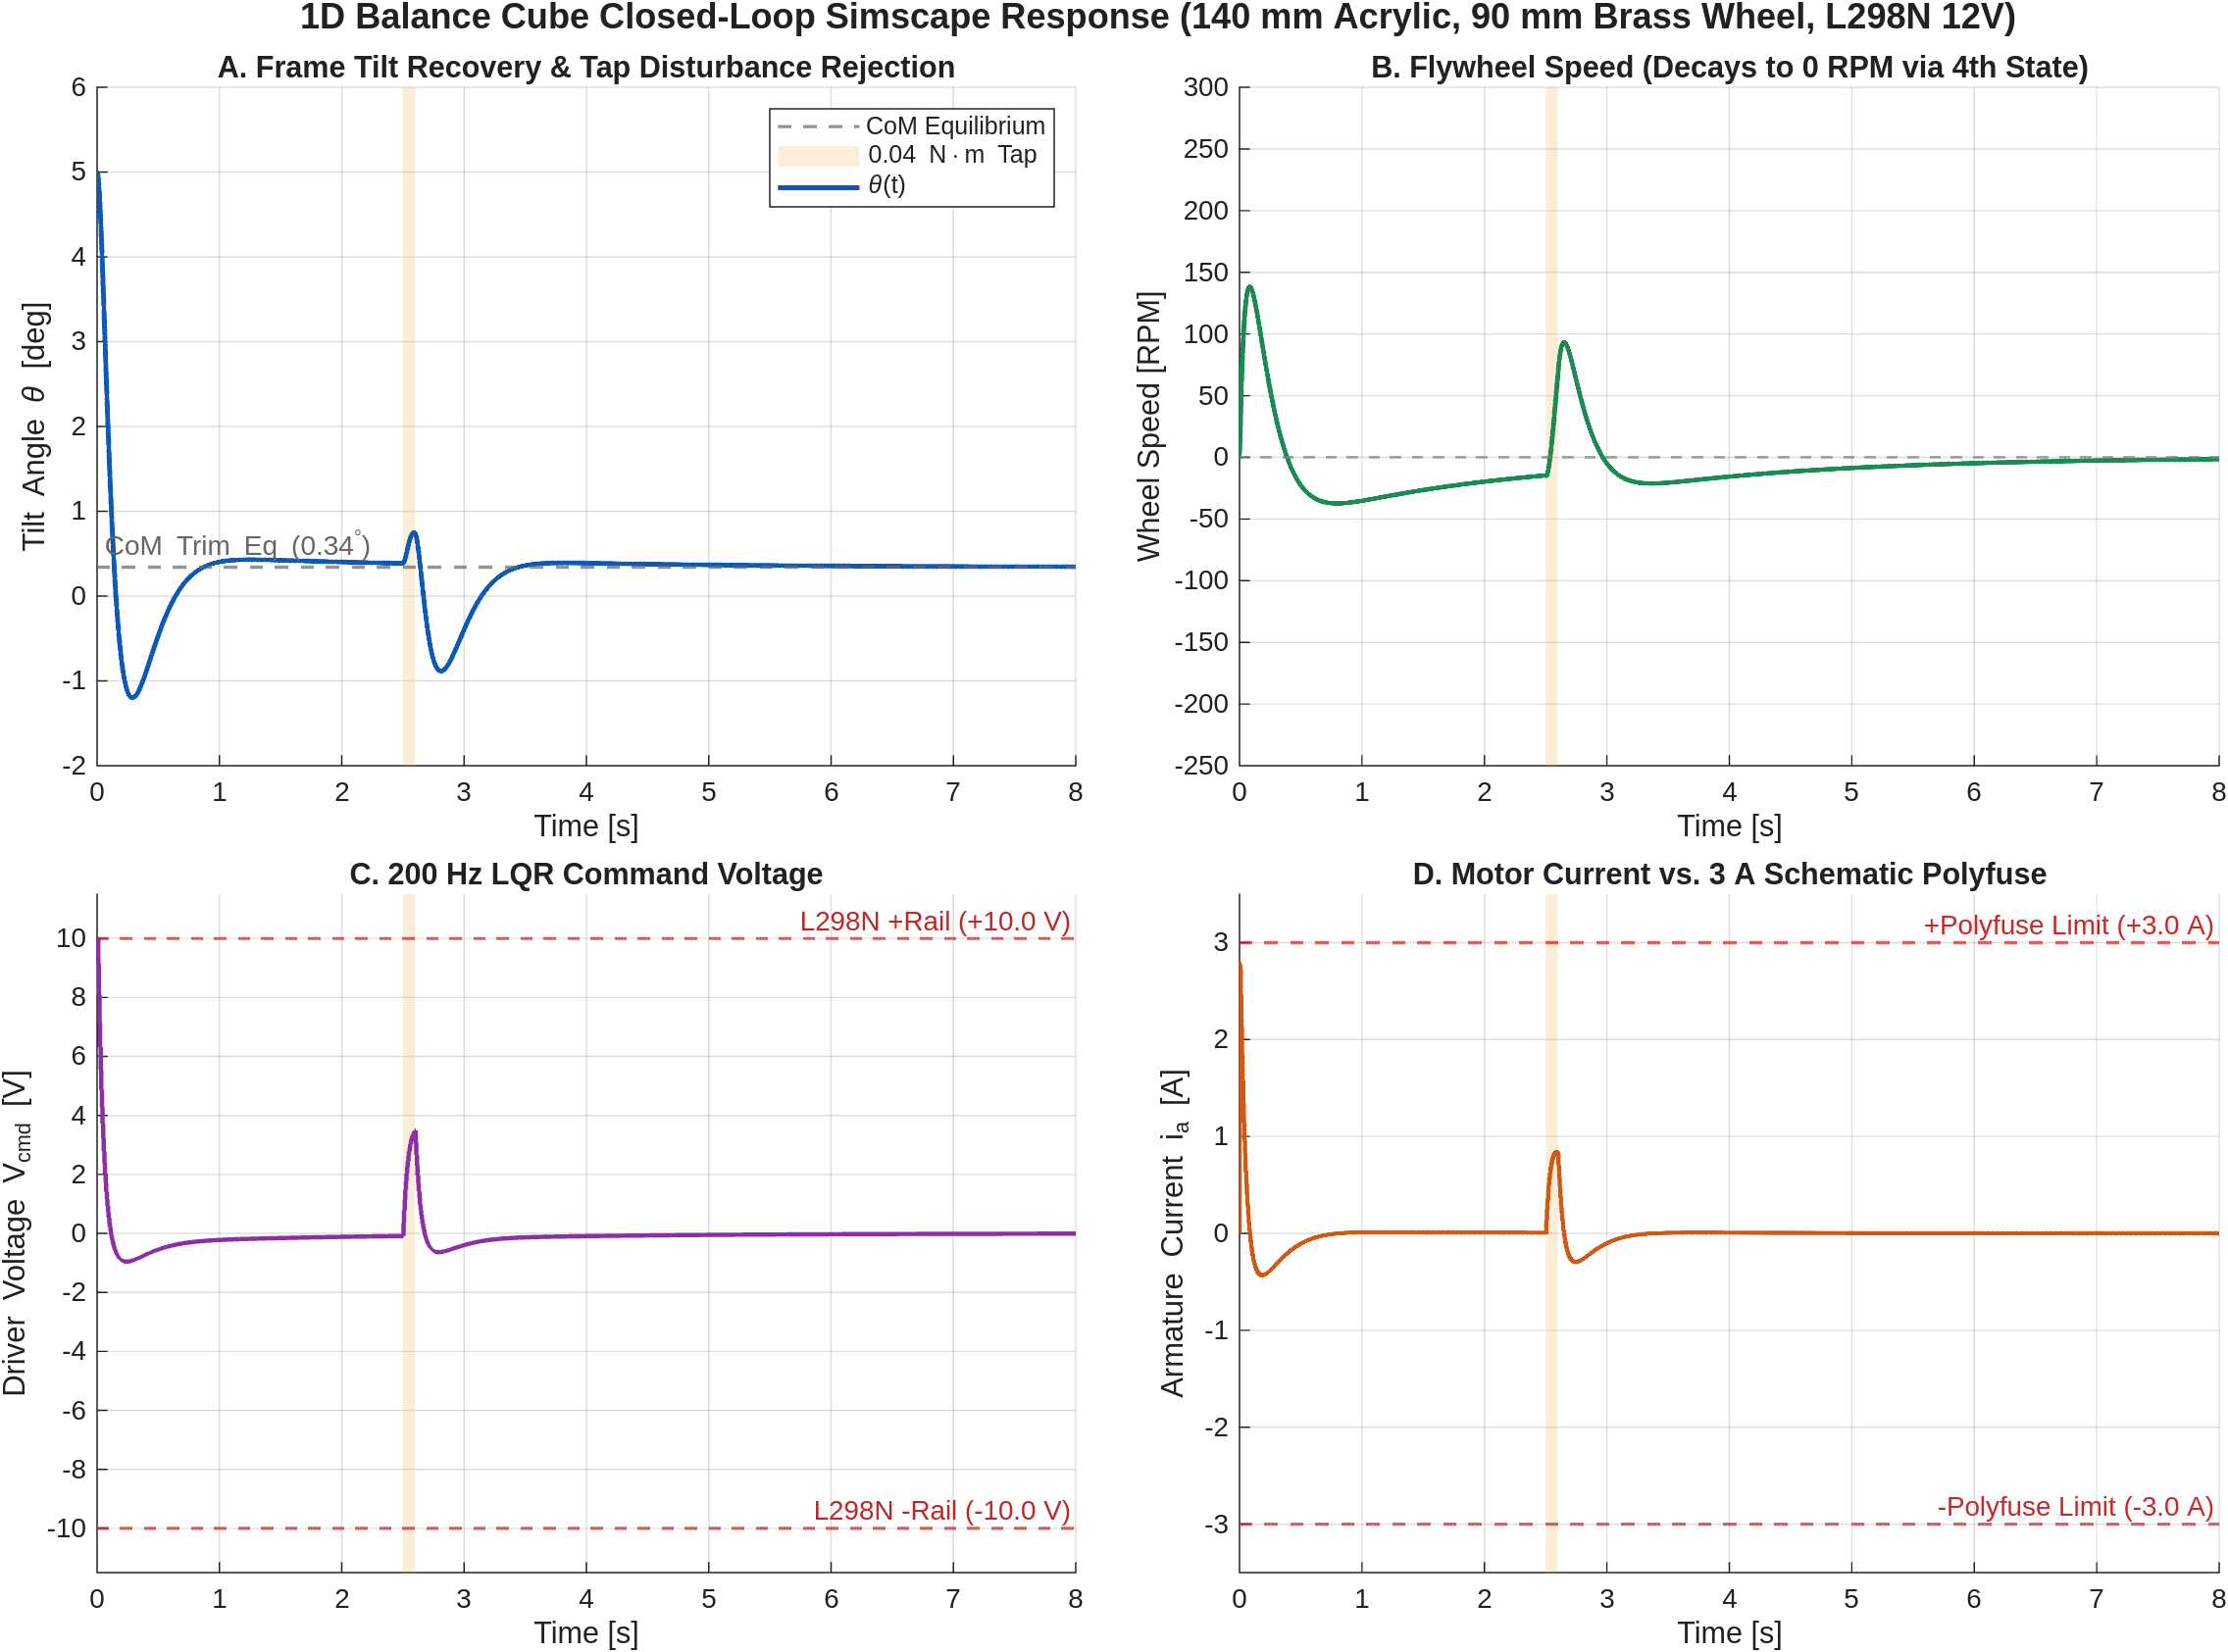 1D Balance Cube Closed-Loop Simscape Response (140 mm Acrylic, 90 mm Brass Wheel, L298N 12V)
A. Frame Tilt Recovery & Tap Disturbance Rejection
6
5
4
3
2
1
0
-1
-2
Tilt Angle θ [deg]
CoM Equilibrium
0.04 N·m Tap
θ(t)
CoM Trim Eq (0.34°)
0 1 2 3 4 5 6 7 8
Time [s]
B. Flywheel Speed (Decays to 0 RPM via 4th State)
300
250
200
150
100
50
0
-50
-100
-150
-200
-250
Wheel Speed [RPM]
0 1 2 3 4 5 6 7 8
Time [s]
C. 200 Hz LQR Command Voltage
10
8
6
4
2
0
-2
-4
-6
-8
-10
Driver Voltage Vcmd [V]
L298N +Rail (+10.0 V)
L298N -Rail (-10.0 V)
0 1 2 3 4 5 6 7 8
Time [s]
D. Motor Current vs. 3 A Schematic Polyfuse
3
2
1
0
-1
-2
-3
Armature Current ia [A]
+Polyfuse Limit (+3.0 A)
-Polyfuse Limit (-3.0 A)
0 1 2 3 4 5 6 7 8
Time [s]